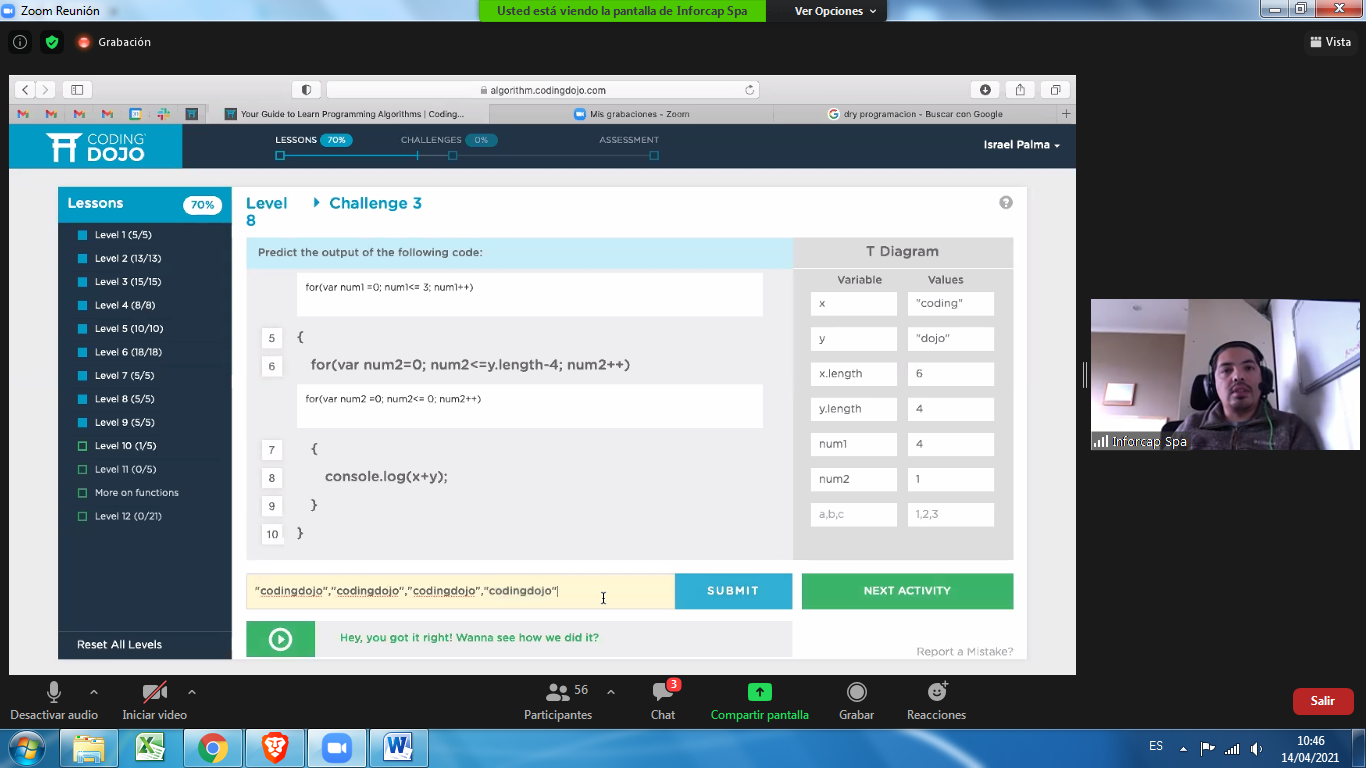 Zoom Reunión
Usted está viendo la pantalla de Inforcap Spa
Ver Opciones
Grabación
Vista
algorithm.codingdojo.com
Your Guide to Learn Programming Algorithms | Coding...
Mis grabaciones - Zoom
dry programacion - Buscar con Google
CODING DOJO
LESSONS 70%
CHALLENGES 0%
ASSESSMENT
Israel Palma
Lessons 70%
Level 1 (5/5)
Level 2 (13/13)
Level 3 (15/15)
Level 4 (8/8)
Level 5 (10/10)
Level 6 (18/18)
Level 7 (5/5)
Level 8 (5/5)
Level 9 (5/5)
Level 10 (1/5)
Level 11 (0/5)
More on functions
Level 12 (0/21)
Reset All Levels
Level 8 Challenge 3
?
Predict the output of the following code:
for(var num1 =0; num1<= 3; num1++)
5 {
6 for(var num2=0; num2<=y.length-4; num2++)
for(var num2 =0; num2<= 0; num2++)
7 {
8 console.log(x+y);
9 }
10 }
T Diagram
Variable Values
x "coding"
y "dojo"
x.length 6
y.length 4
num1 4
num2 1
a,b,c 1,2,3
"codingdojo","codingdojo","codingdojo","codingdojo"
SUBMIT
NEXT ACTIVITY
Hey, you got it right! Wanna see how we did it?
Report a Mistake?
Inforcap Spa
Desactivar audio
Iniciar video
56
Participantes
3
Chat
Compartir pantalla
Grabar
Reacciones
Salir
ES
10:46
14/04/2021